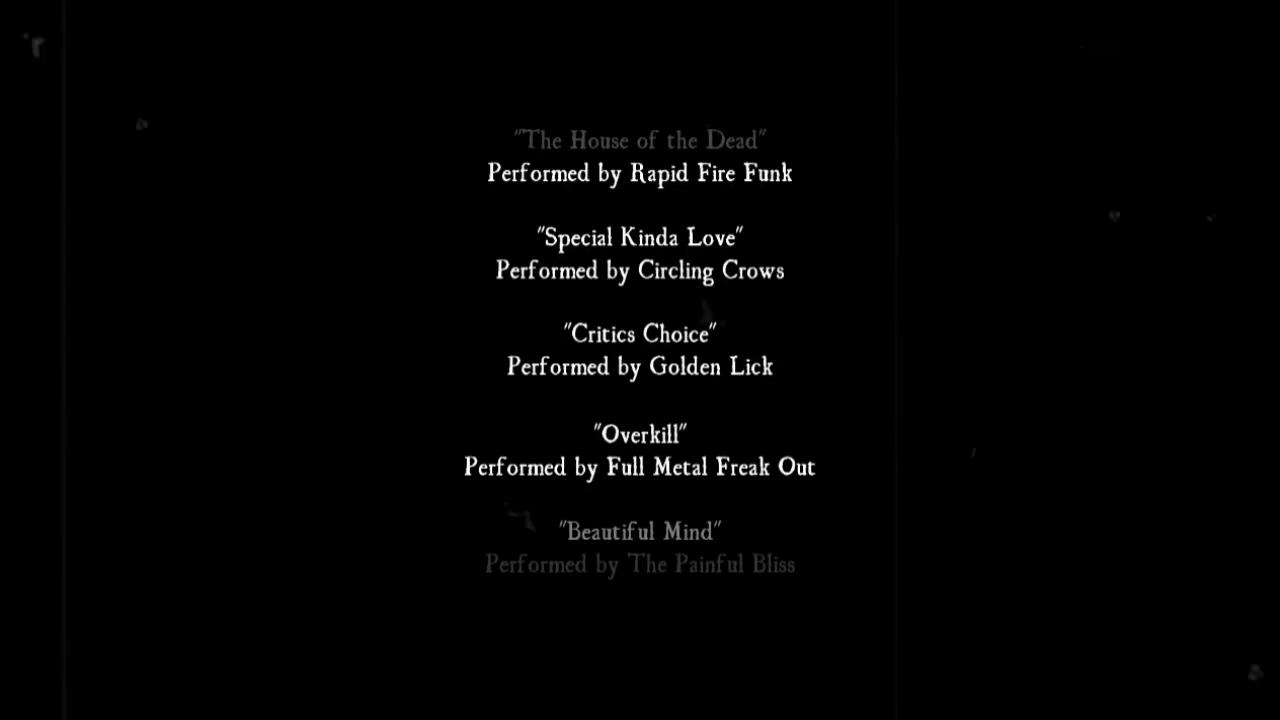 "The House of the Dead"
Performed by Rapid Fire Funk
"Special Kinda Love"
Performed by Circling Crows
"Critics Choice"
Performed by Golden Lick
"Overkill"
Performed by Full Metal Freak Out
"Beautiful Mind"
Performed by The Painful Bliss